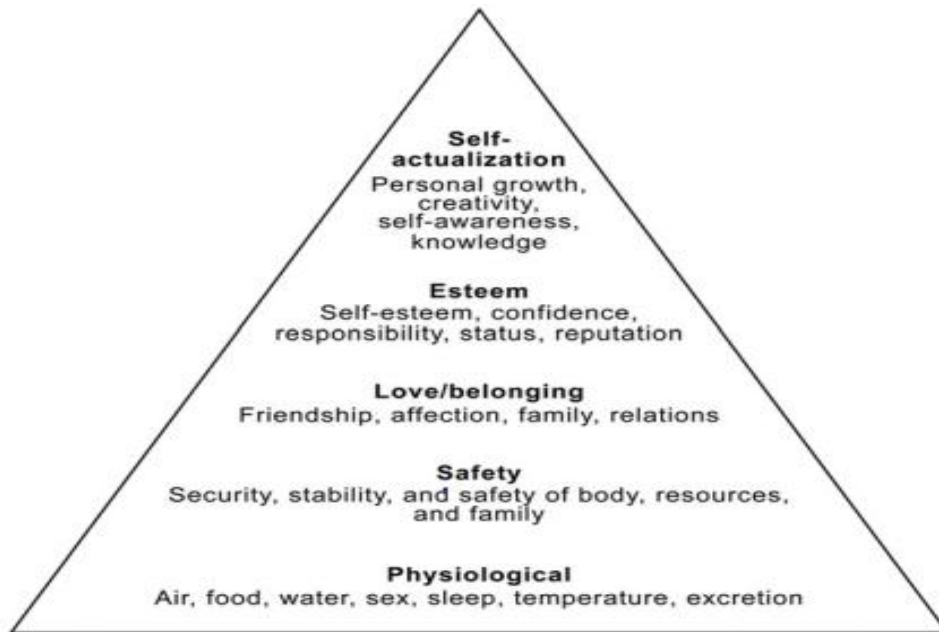 Self-
actualization
Personal growth,
creativity,
self-awareness,
knowledge
Esteem
Self-esteem, confidence,
responsibility, status, reputation
Love/belonging
Friendship, affection, family, relations
Safety
Security, stability, and safety of body, resources,
and family
Physiological
Air, food, water, sex, sleep, temperature, excretion